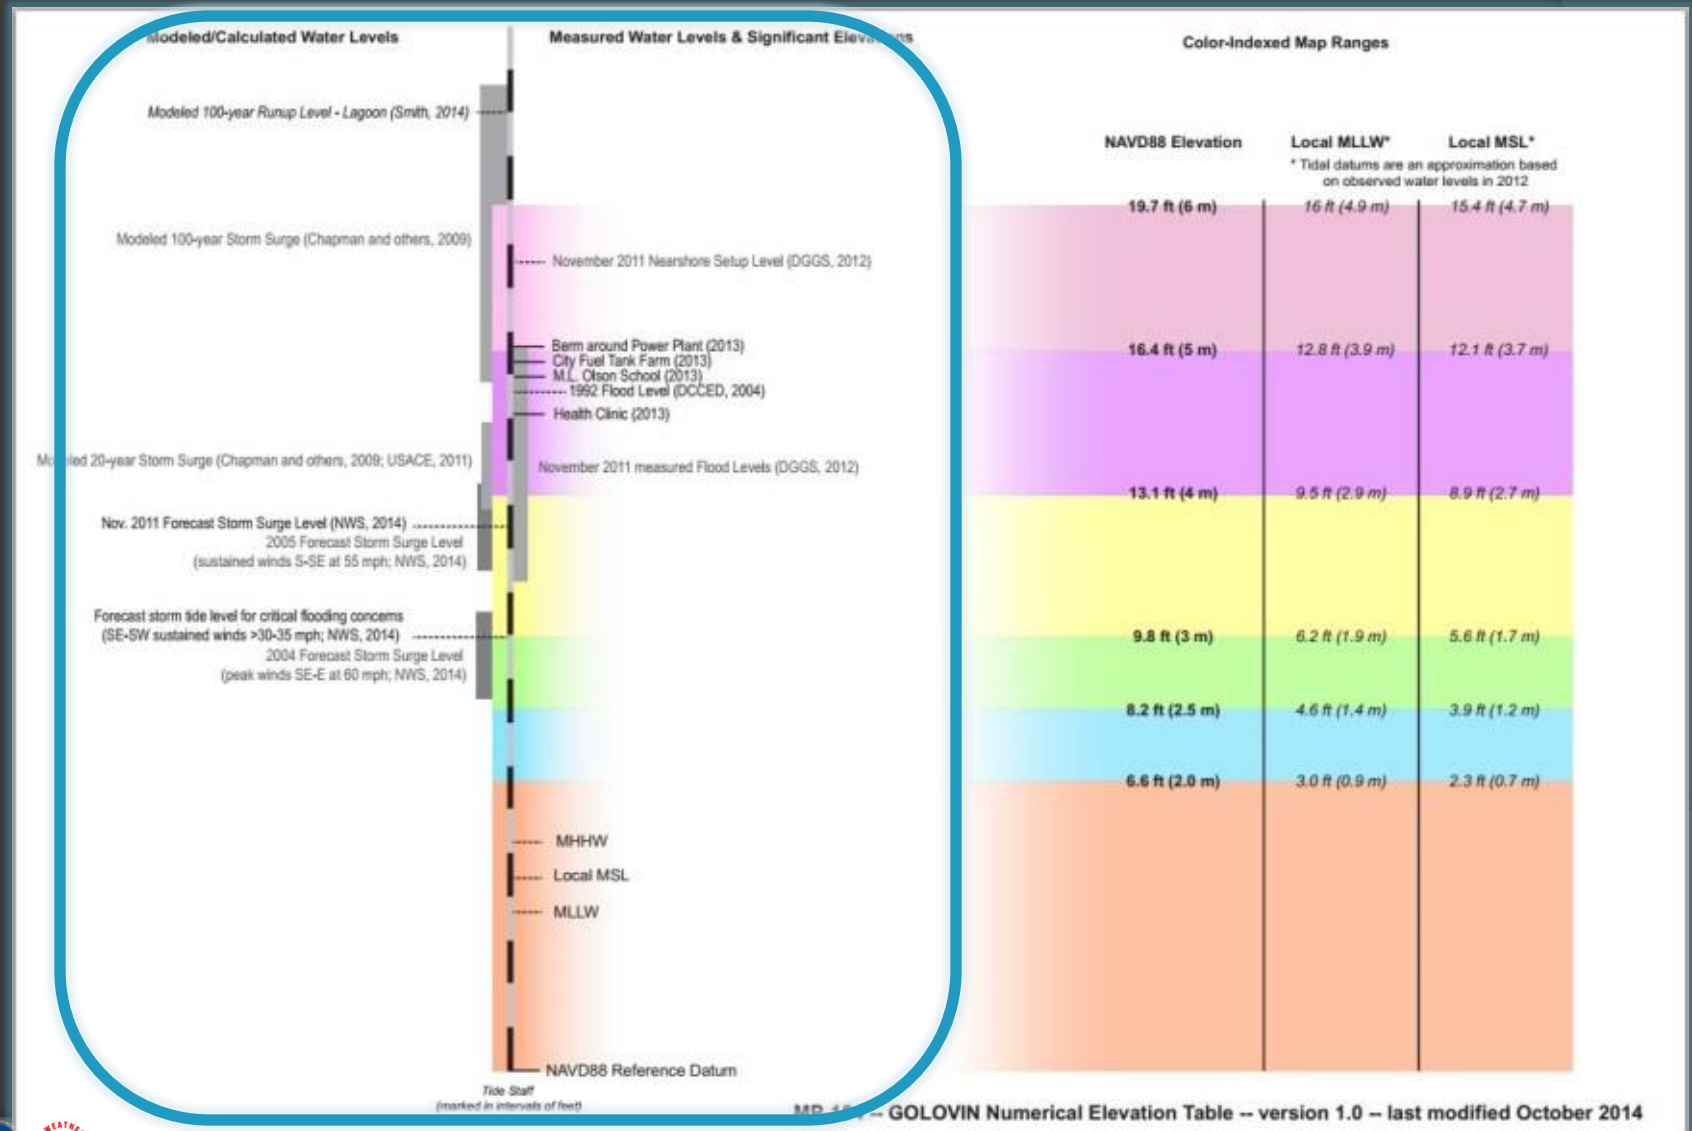 Modeled/Calculated Water Levels
Measured Water Levels & Significant Elevations
Color-Indexed Map Ranges
Modeled 100-year Runup Level - Lagoon (Smith, 2014)
NAVD88 Elevation
Local MLLW*
Local MSL*
* Tidal datums are an approximation based
on observed water levels in 2012
19.7 ft (6 m)
16 ft (4.9 m)
15.4 ft (4.7 m)
Modeled 100-year Storm Surge (Chapman and others, 2009)
November 2011 Nearshore Setup Level (DGGS, 2012)
Berm around Power Plant (2013)
16.4 ft (5 m)
12.8 ft (3.9 m)
12.1 ft (3.7 m)
City Fuel Tank Farm (2013)
M.L. Olson School (2013)
1992 Flood Level (DCCED, 2004)
Health Clinic (2013)
Modeled 20-year Storm Surge (Chapman and others, 2009; USACE, 2011)
November 2011 measured Flood Levels (DGGS, 2012)
13.1 ft (4 m)
9.5 ft (2.9 m)
8.9 ft (2.7 m)
Nov. 2011 Forecast Storm Surge Level (NWS, 2014)
2005 Forecast Storm Surge Level
(sustained winds S-SE at 55 mph; NWS, 2014)
Forecast storm tide level for critical flooding concerns
(SE-SW sustained winds >30-35 mph; NWS, 2014)
9.8 ft (3 m)
6.2 ft (1.9 m)
5.6 ft (1.7 m)
2004 Forecast Storm Surge Level
(peak winds SE-E at 60 mph; NWS, 2014)
8.2 ft (2.5 m)
4.6 ft (1.4 m)
3.9 ft (1.2 m)
6.6 ft (2.0 m)
3.0 ft (0.9 m)
2.3 ft (0.7 m)
MHHW
Local MSL
MLLW
NAVD88 Reference Datum
Tide Staff
(marked in intervals of feet)
-- GOLOVIN Numerical Elevation Table -- version 1.0 -- last modified October 2014